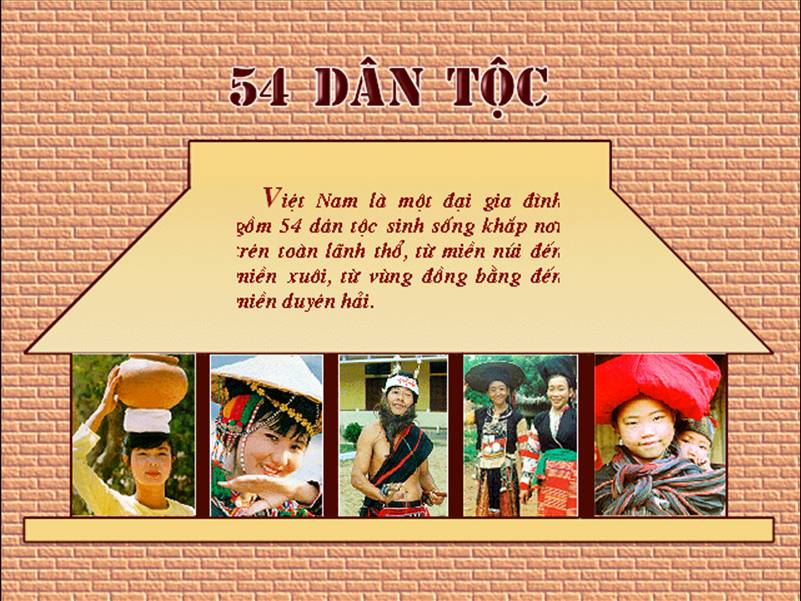 54 DÂN TỘC
Việt Nam là một đại gia đình
gồm 54 dân tộc sinh sống khắp nơi
trên toàn lãnh thổ, từ miền núi đến
miền xuôi, từ vùng đồng bằng đến
miền duyên hải.